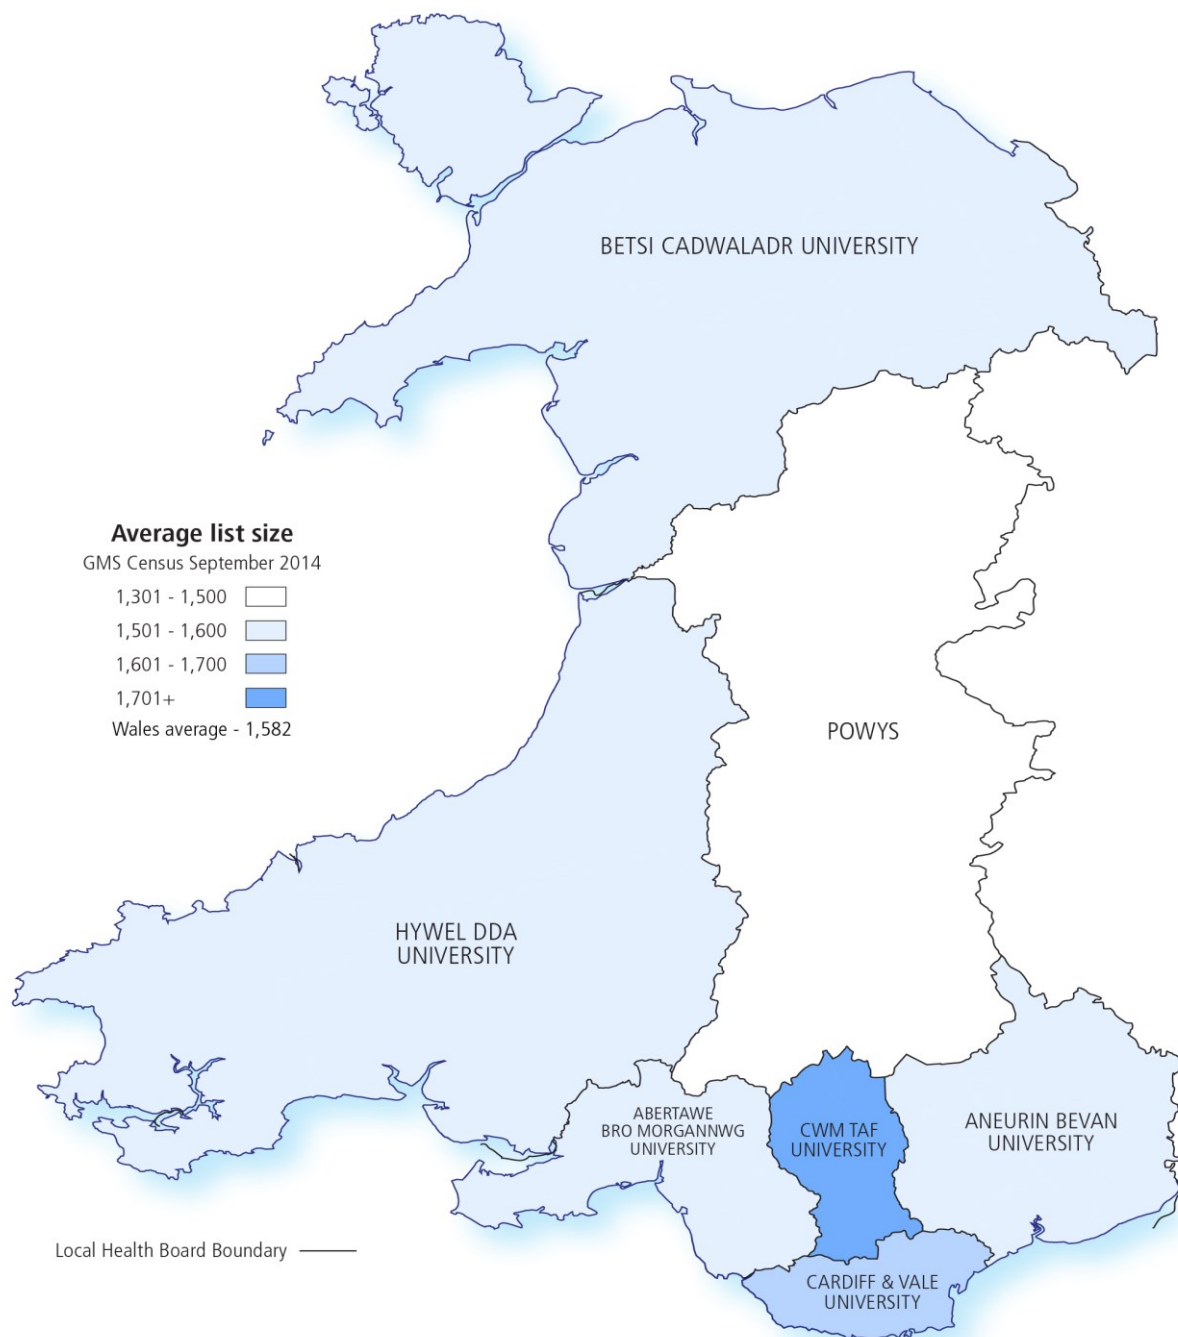 BETSI CADWALADR UNIVERSITY
Average list size
GMS Census September 2014
1,301 - 1,500
1,501 - 1,600
1,601 - 1,700
1,701+
Wales average - 1,582
POWYS
HYWEL DDA
UNIVERSITY
ABERTAWE
BRO MORGANNWG
UNIVERSITY
CWM TAF
UNIVERSITY
ANEURIN BEVAN
UNIVERSITY
Local Health Board Boundary
CARDIFF & VALE
UNIVERSITY